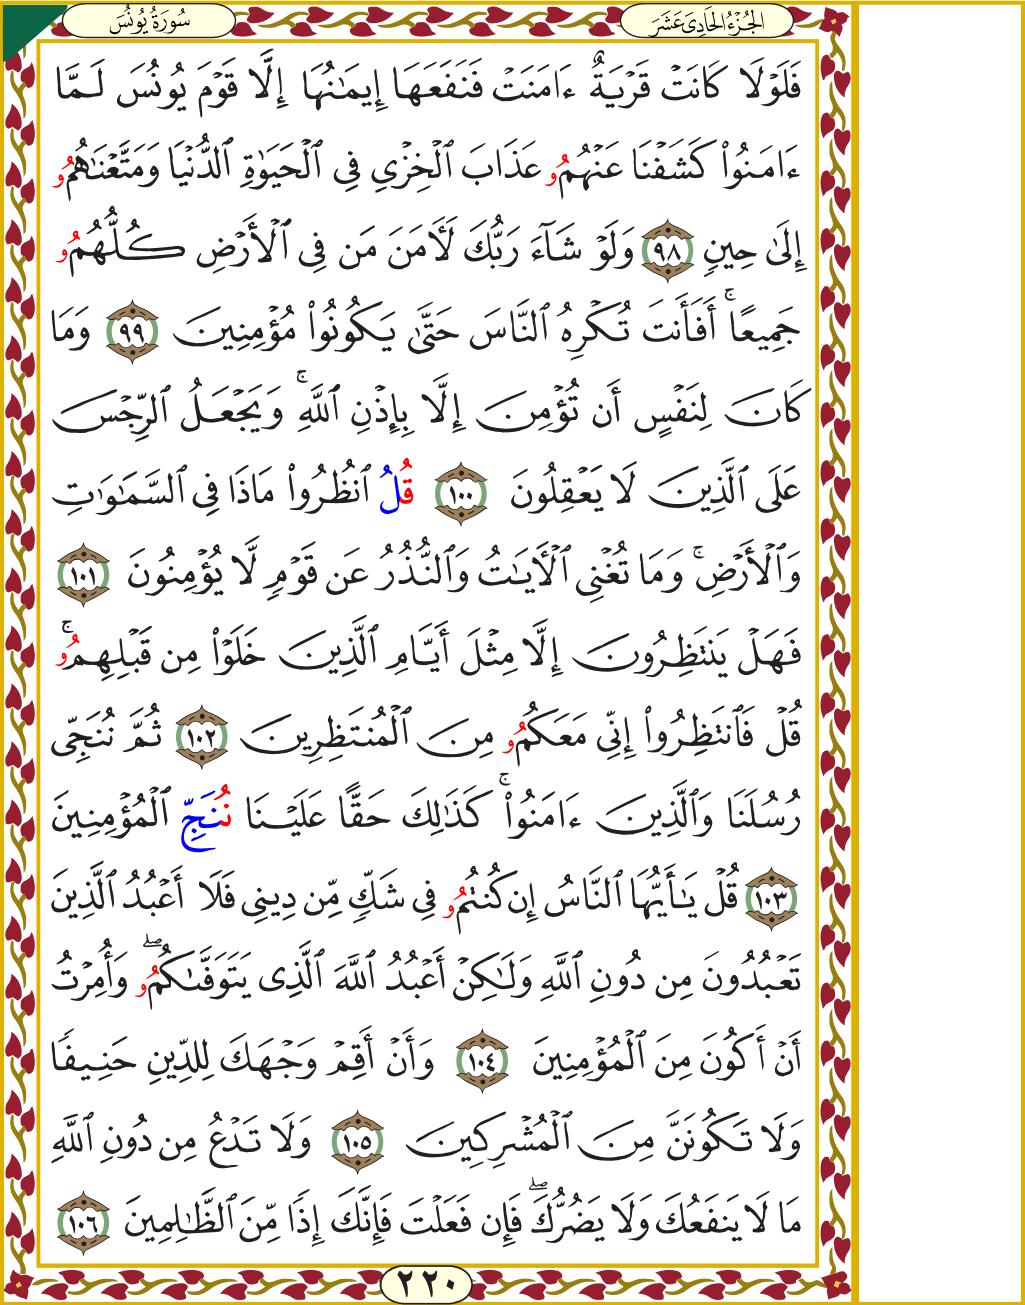 الجُزْءُ الحَادِىَ عَشَرَ
سُورَةُ يُونُسَ
فَلَوْلَا كَانَتْ قَرْيَةٌ ءَامَنَتْ فَنَفَعَهَا إِيمَـٰنُهَا إِلَّا قَوْمَ يُونُسَ لَمَّا
ءَامَنُوا۟ كَشَفْنَا عَنْهُمُو عَذَابَ ٱلْخِزْىِ فِى ٱلْحَيَوٰةِ ٱلدُّنْيَا وَمَتَّعْنَـٰهُمُو
إِلَىٰ حِينٍ ٩٨ وَلَوْ شَآءَ رَبُّكَ لَـَٔامَنَ مَن فِى ٱلْأَرْضِ كُلُّهُمُو
جَمِيعًا ۚ أَفَأَنتَ تُكْرِهُ ٱلنَّاسَ حَتَّىٰ يَكُونُوا۟ مُؤْمِنِينَ ٩٩ وَمَا
كَانَ لِنَفْسٍ أَن تُؤْمِنَ إِلَّا بِإِذْنِ ٱللَّهِ ۚ وَيَجْعَلُ ٱلرِّجْسَ
عَلَى ٱلَّذِينَ لَا يَعْقِلُونَ ١٠٠ قُلُ ٱنظُرُوا۟ مَاذَا فِى ٱلسَّمَـٰوَٰتِ
وَٱلْأَرْضِ ۚ وَمَا تُغْنِى ٱلْـَٔايَـٰتُ وَٱلنُّذُرُ عَن قَوْمٍ لَّا يُؤْمِنُونَ ١٠١
فَهَلْ يَنتَظِرُونَ إِلَّا مِثْلَ أَيَّامِ ٱلَّذِينَ خَلَوْا۟ مِن قَبْلِهِمُو ۚ
قُلْ فَٱنتَظِرُوا۟ إِنِّى مَعَكُمُو مِنَ ٱلْمُنتَظِرِينَ ١٠٢ ثُمَّ نُنَجِّى
رُسُلَنَا وَٱلَّذِينَ ءَامَنُوا۟ ۚ كَذَٰلِكَ حَقًّا عَلَيْنَا نُنَجِّ ٱلْمُؤْمِنِينَ
١٠٣ قُلْ يَـٰٓأَيُّهَا ٱلنَّاسُ إِن كُنتُمُو فِى شَكٍّ مِّن دِينِى فَلَا أَعْبُدُ ٱلَّذِينَ
تَعْبُدُونَ مِن دُونِ ٱللَّهِ وَلَـٰكِنْ أَعْبُدُ ٱللَّهَ ٱلَّذِى يَتَوَفَّىٰكُمُو ۖ وَأُمِرْتُ
أَنْ أَكُونَ مِنَ ٱلْمُؤْمِنِينَ ١٠٤ وَأَنْ أَقِمْ وَجْهَكَ لِلدِّينِ حَنِيفًا
وَلَا تَكُونَنَّ مِنَ ٱلْمُشْرِكِينَ ١٠٥ وَلَا تَدْعُ مِن دُونِ ٱللَّهِ
مَا لَا يَنفَعُكَ وَلَا يَضُرُّكَ ۖ فَإِن فَعَلْتَ فَإِنَّكَ إِذًا مِّنَ ٱلظَّـٰلِمِينَ ١٠٦
٢٢٠